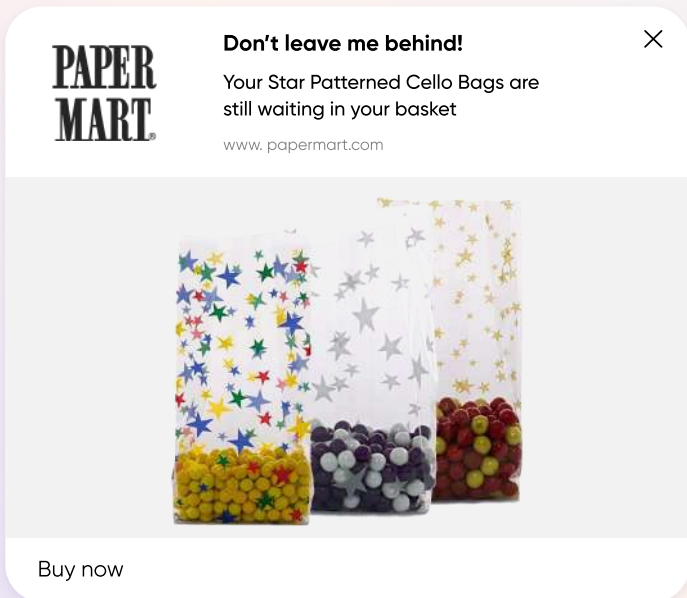 PAPER
MART®
Don’t leave me behind!
Your Star Patterned Cello Bags are
still waiting in your basket
www. papermart.com
Buy now